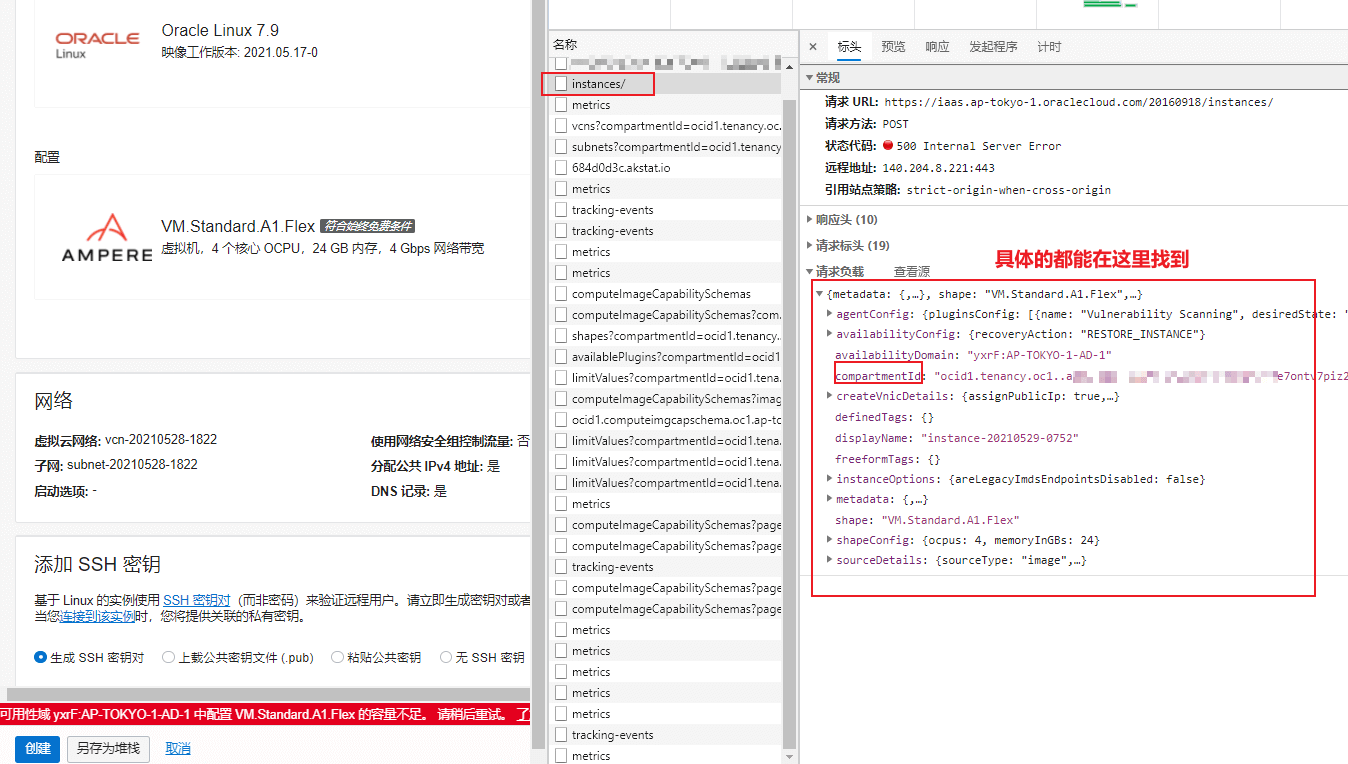 ORACLE
Linux
Oracle Linux 7.9
映像工作版本: 2021.05.17-0
配置
AMPERE
VM.Standard.A1.Flex 符合始终免费条件
虚拟机，4 个核心 OCPU，24 GB 内存，4 Gbps 网络带宽
网络
虚拟云网络: vcn-20210528-1822
使用网络安全组控制流量: 否
子网: subnet-20210528-1822
分配公共 IPv4 地址: 是
启动选项: -
DNS 记录: 是
添加 SSH 密钥
基于 Linux 的实例使用 SSH 密钥对（而非密码）来验证远程用户。请立即生成密钥对或者
当您连接到该实例时，您将提供关联的私有密钥。
生成 SSH 密钥对 上载公共密钥文件 (.pub) 粘贴公共密钥 无 SSH 密钥
可用性域 yxrF:AP-TOKYO-1-AD-1 中配置 VM.Standard.A1.Flex 的容量不足。 请稍后重试。 了
创建 另存为堆栈 取消
名称
instances/
metrics
vcns?compartmentId=ocid1.tenancy.oc.
subnets?compartmentId=ocid1.tenancy
684d0d3c.akstat.io
metrics
tracking-events
tracking-events
metrics
metrics
computeImageCapabilitySchemas
computeImageCapabilitySchemas?com.
shapes?compartmentId=ocid1.tenancy.
availablePlugins?compartmentId=ocid1
limitValues?compartmentId=ocid1.tena.
computeImageCapabilitySchemas?imag
ocid1.computeimgcapschema.oc1.ap-tc
limitValues?compartmentId=ocid1.tena.
limitValues?compartmentId=ocid1.tena.
limitValues?compartmentId=ocid1.tena.
metrics
computeImageCapabilitySchemas?page
computeImageCapabilitySchemas?page
tracking-events
computeImageCapabilitySchemas?page
computeImageCapabilitySchemas?page
metrics
metrics
metrics
metrics
metrics
tracking-events
metrics
× 标头 预览 响应 发起程序 计时
常规
请求 URL: https://iaas.ap-tokyo-1.oraclecloud.com/20160918/instances/
请求方法: POST
状态代码: 500 Internal Server Error
远程地址: 140.204.8.221:443
引用站点策略: strict-origin-when-cross-origin
响应头 (10)
请求标头 (19)
具体的都能在这里找到
请求负载 查看源
{metadata: {,…}, shape: "VM.Standard.A1.Flex",…}
agentConfig: {pluginsConfig: [{name: "Vulnerability Scanning", desiredState: "
availabilityConfig: {recoveryAction: "RESTORE_INSTANCE"}
availabilityDomain: "yxrF:AP-TOKYO-1-AD-1"
compartmentId: "ocid1.tenancy.oc1..a e7ontv7piz2
createVnicDetails: {assignPublicIp: true,…}
definedTags: {}
displayName: "instance-20210529-0752"
freeformTags: {}
instanceOptions: {areLegacyImdsEndpointsDisabled: false}
metadata: {,…}
shape: "VM.Standard.A1.Flex"
shapeConfig: {ocpus: 4, memoryInGBs: 24}
sourceDetails: {sourceType: "image",…}